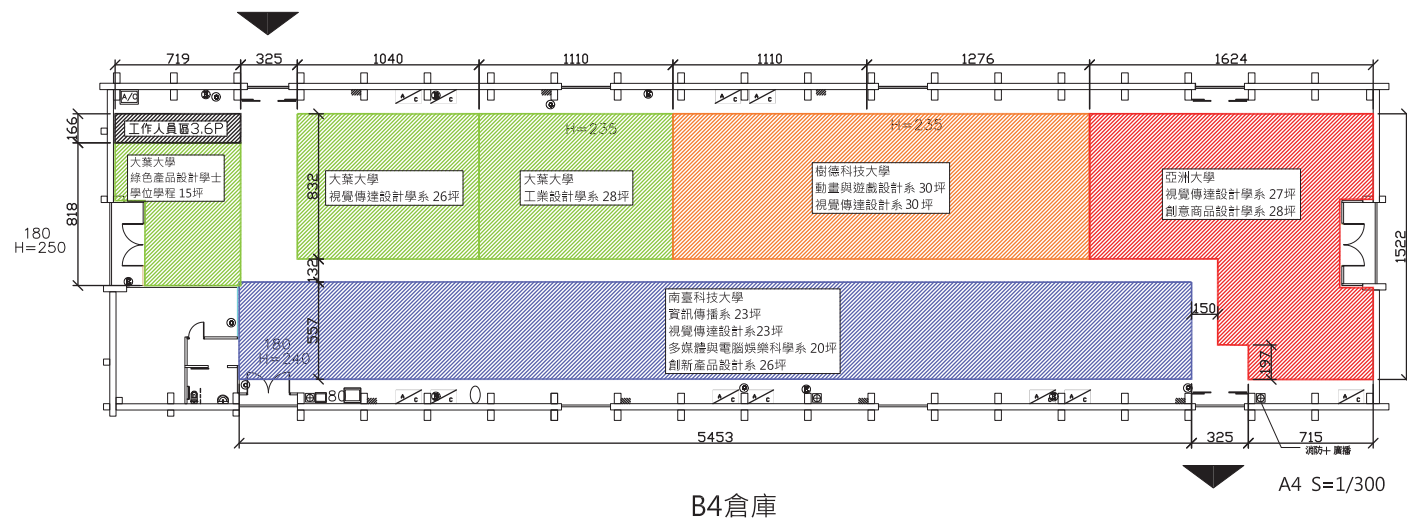 719
325
1040
1110
1110
1276
1624
A/C
A C
A C
A C
A C
166
工作人員區3.6P
H=235
H=235
大葉大學
綠色產品設計學士
學位學程 15坪
大葉大學
視覺傳達設計學系 26坪
大葉大學
工業設計學系 28坪
樹德科技大學
動畫與遊戲設計系 30坪
視覺傳達設計系 30坪
亞洲大學
視覺傳達設計學系 27坪
創意商品設計學系 28坪
832
818
180
H=250
1522
132
南臺科技大學
資訊傳播系 23坪
視覺傳達設計系23坪
多媒體與電腦娛樂科學系 20坪
創新產品設計系 26坪
150
557
180
H=240
197
80
A C
A C
A C
A C
A C
A C
A C
5453
325
715
消防+廣播
A4 S=1/300
B4倉庫